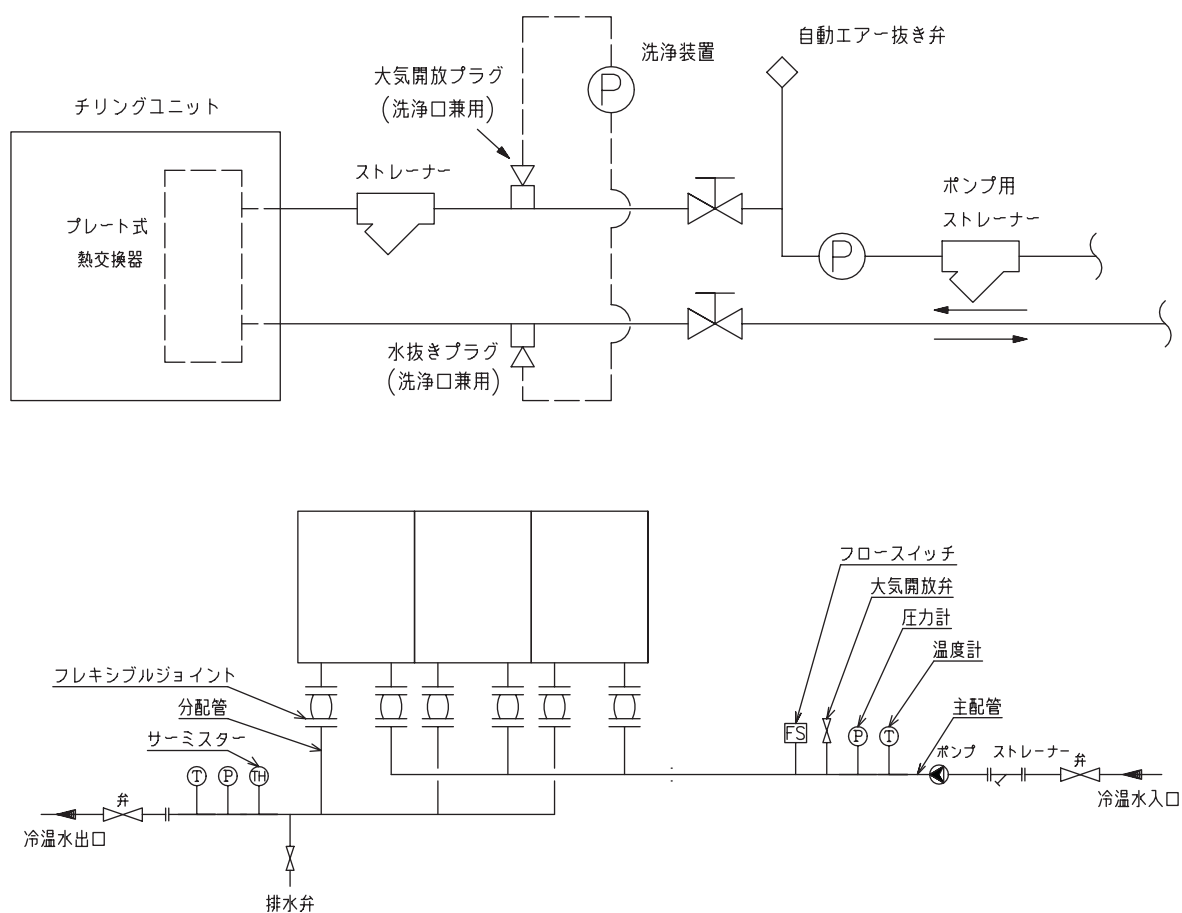 自動エアー抜き弁
洗浄装置
大気開放プラグ
(洗浄口兼用)
P
チリングユニット
ストレーナー
ポンプ用
ストレーナー
プレート式
熱交換器
P
水抜きプラグ
(洗浄口兼用)
フロースイッチ
大気開放弁
圧力計
温度計
フレキシブルジョイント
分配管
主配管
サーミスター
FS
P
T
ポンプ
ストレーナー
弁
T
P
TH
冷温水入口
弁
冷温水出口
排水弁